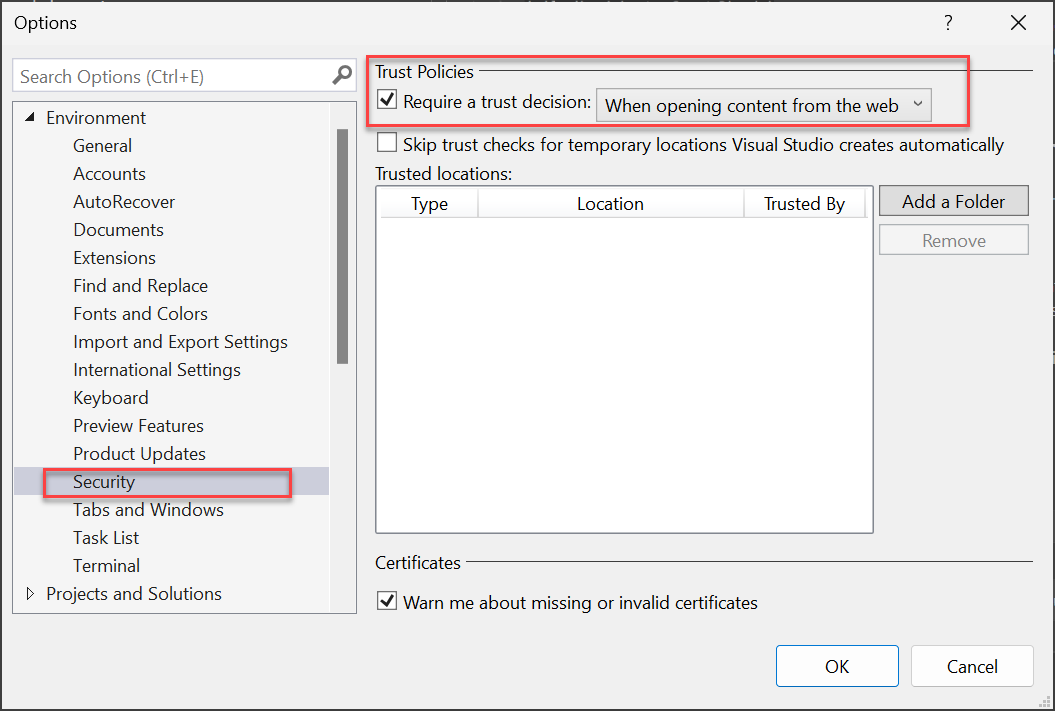 Options
?
Search Options (Ctrl+E)
Environment
General
Accounts
AutoRecover
Documents
Extensions
Find and Replace
Fonts and Colors
Import and Export Settings
International Settings
Keyboard
Preview Features
Product Updates
Security
Tabs and Windows
Task List
Terminal
Projects and Solutions
Trust Policies
Require a trust decision: When opening content from the web
Skip trust checks for temporary locations Visual Studio creates automatically
Trusted locations:
Type Location Trusted By
Add a Folder
Remove
Certificates
Warn me about missing or invalid certificates
OK Cancel